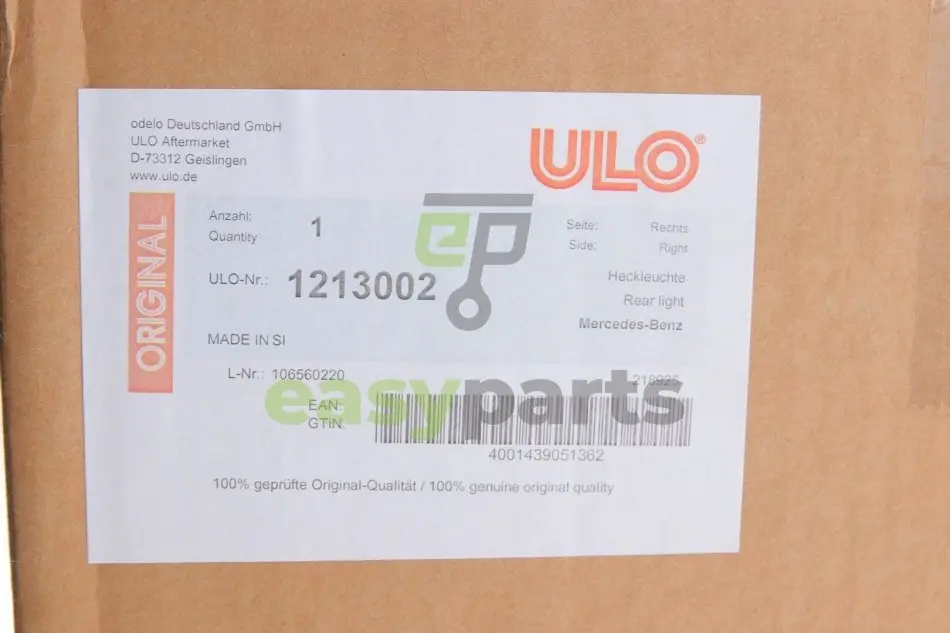 odelo Deutschland GmbH
ULO Aftermarket
D-73312 Geislingen
www.ulo.de
ULO®
ORIGINAL
Anzahl: 1
Quantity
Seite: Rechts
Side: Right
ULO-Nr.: 1213002
Heckleuchte
Rear light
Mercedes-Benz
MADE IN SI
L-Nr.: 106560220
218925
EAN:
GTiN:
4001439051362
100% geprüfte Original-Qualität / 100% genuine original quality
ep
easyparts